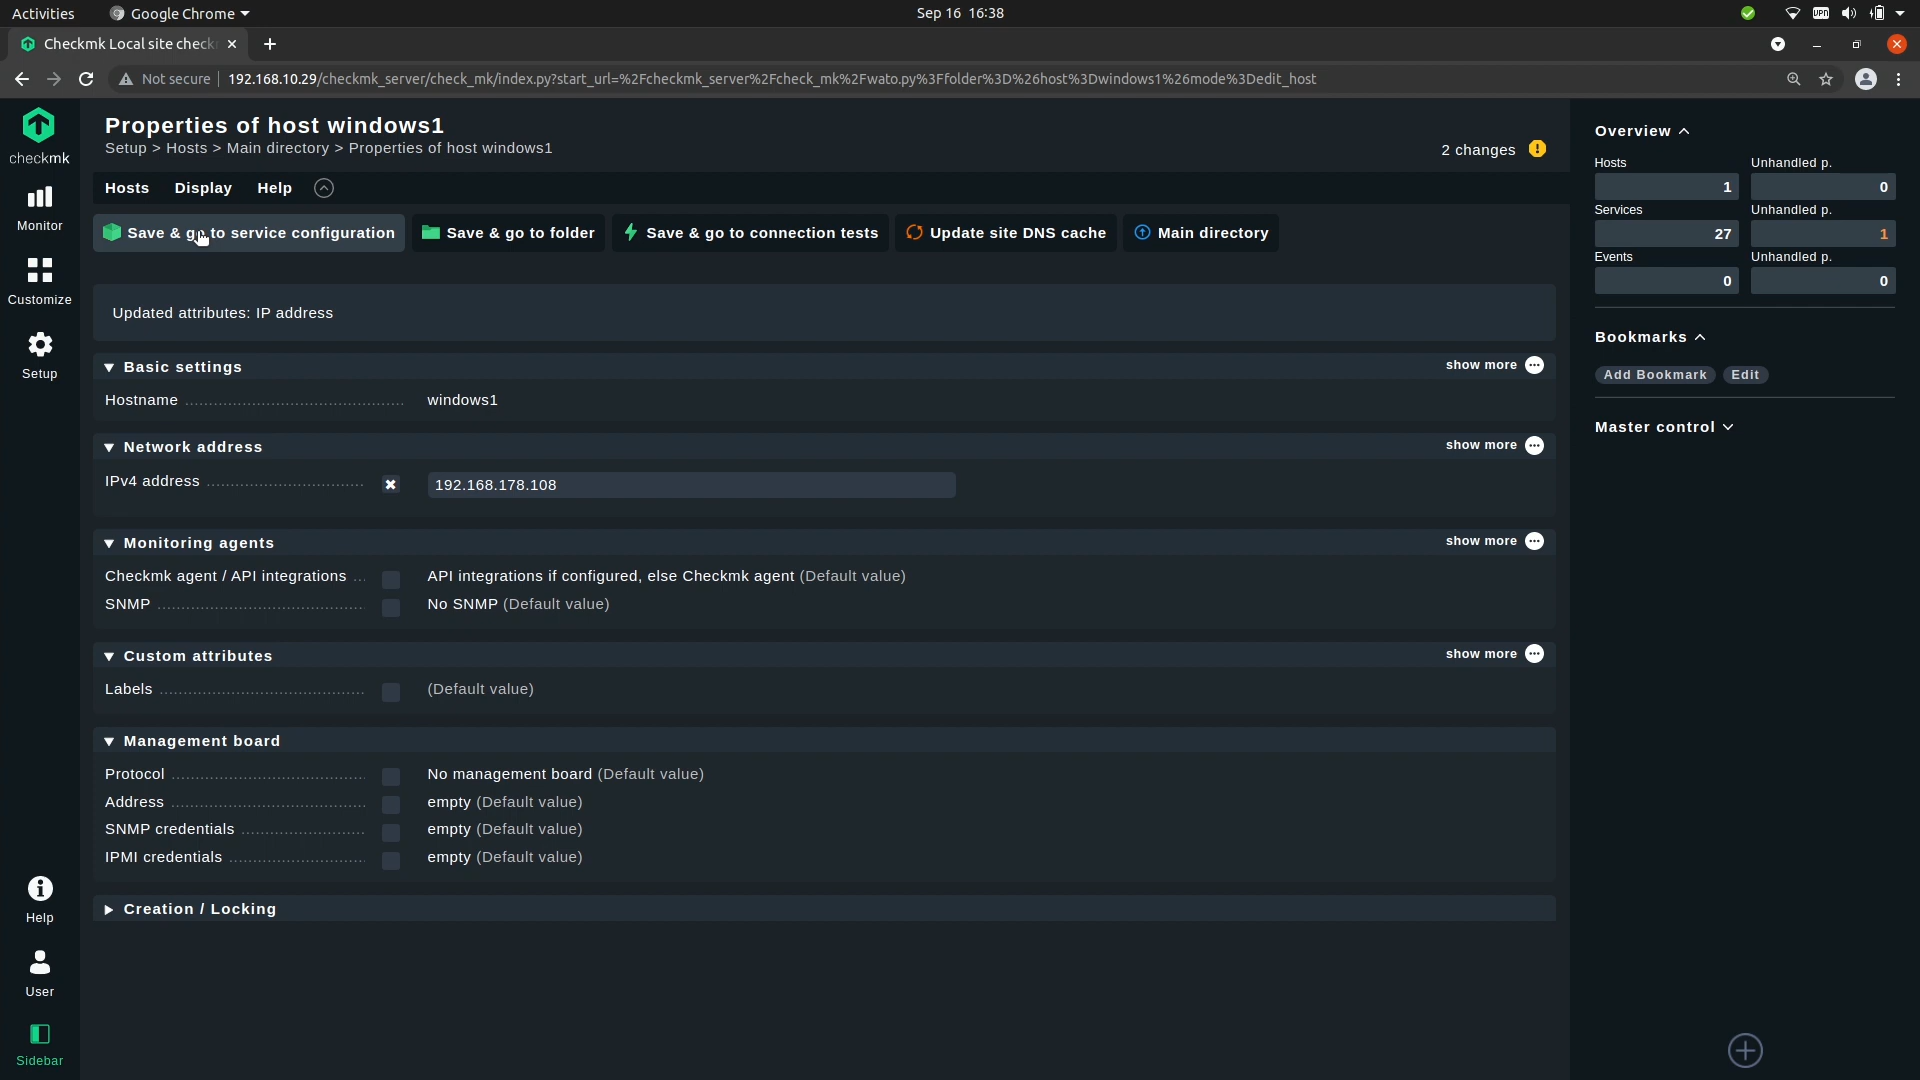 Activities Google Chrome Sep 16 16:38 VPN
Checkmk Local site check
Not secure 192.168.10.29/checkmk_server/check_mk/index.py?start_url=%2Fcheckmk_server%2Fcheck_mk%2Fwato.py%3Ffolder%3D%26host%3Dwindows1%26mode%3Dedit_host
checkmk
Monitor
Customize
Setup
Help
User
Sidebar
Properties of host windows1
Setup > Hosts > Main directory > Properties of host windows1
2 changes
Hosts Display Help
Save & go to service configuration Save & go to folder Save & go to connection tests Update site DNS cache Main directory
Updated attributes: IP address
Basic settings show more
Hostname windows1
Network address show more
IPv4 address 192.168.178.108
Monitoring agents show more
Checkmk agent / API integrations API integrations if configured, else Checkmk agent (Default value)
SNMP No SNMP (Default value)
Custom attributes show more
Labels (Default value)
Management board
Protocol No management board (Default value)
Address empty (Default value)
SNMP credentials empty (Default value)
IPMI credentials empty (Default value)
Creation / Locking
Overview
Hosts Unhandled p.
1 0
Services Unhandled p.
27 1
Events Unhandled p.
0 0
Bookmarks
Add Bookmark Edit
Master control